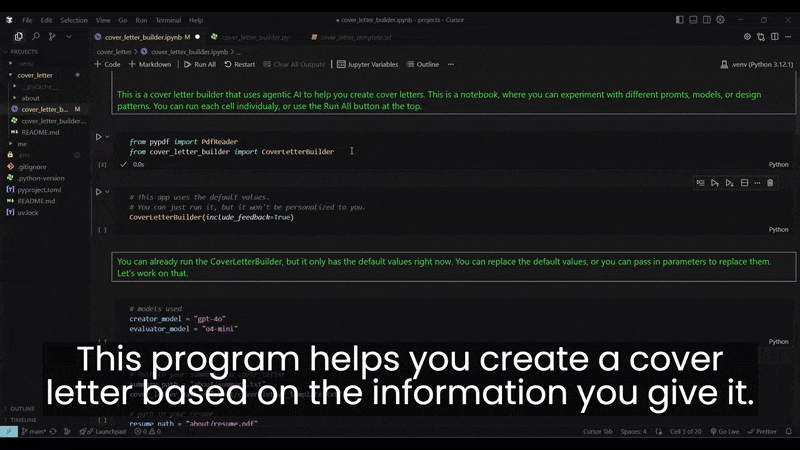 File Edit Selection View Go Run Terminal Help
cover_letter_builder.ipynb - projects - Cursor
PROJECTS
.venv
cover_letter
__pycache__
about
cover_letter_b... M
cover_letter_builder....
README.md
me
.env
.gitignore
.python-version
pyproject.toml
README.md
uv.lock
OUTLINE
TIMELINE
cover_letter_builder.ipynb M
cover_letter_builder.py
cover_letter_template.txt
cover_letter > cover_letter_builder.ipynb > ...
+ Code + Markdown Run All Restart Clear All Outputs Jupyter Variables Outline ...
.venv (Python 3.12.1)
This is a cover letter builder that uses agentic AI to help you create cover letters. This is a notebook, where you can experiment with different promts, models, or design
patterns. You can run each cell individualy, or use the Run All button at the top.
from pypdf import PdfReader
from cover_letter_builder import CoverLetterBuilder
[3] 0.0s Python
# This app uses the default values.
# You can just run it, but it won't be personalized to you.
CoverLetterBuilder(include_feedback=True)
[ ] Python
You can already run the CoverLetterBuilder, but it only has the default values right now. You can replace the default values, or you can pass in parameters to replace them.
Let's work on that.
# models used
creator_model = "gpt-4o"
evaluator_model = "o4-mini"
[ ] Python
This program helps you create a cover
letter based on the information you give it.
# path to your resume
resume_path = "about/resume.pdf"
main* Launchpad 0 0 Cursor Tab Spaces: 4 Cell 3 of 20 Go Live Prettier